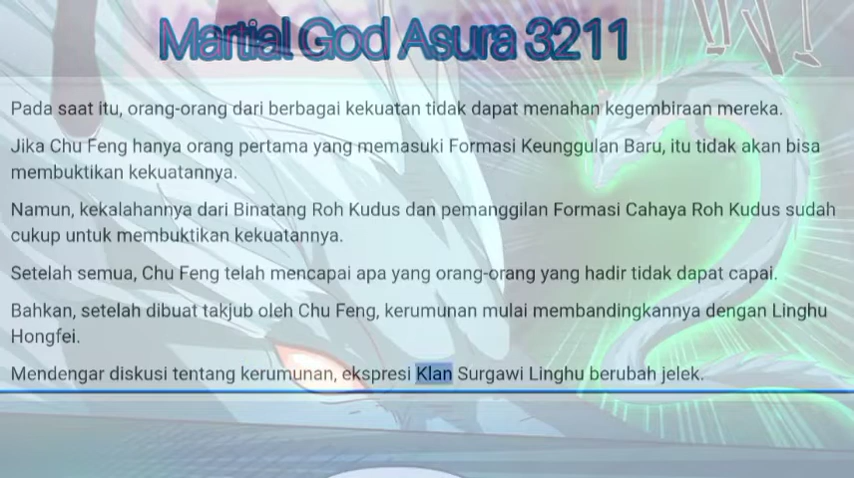 Martial God Asura 3211
Pada saat itu, orang-orang dari berbagai kekuatan tidak dapat menahan kegembiraan mereka.
Jika Chu Feng hanya orang pertama yang memasuki Formasi Keunggulan Baru, itu tidak akan bisa
membuktikan kekuatannya.
Namun, kekalahannya dari Binatang Roh Kudus dan pemanggilan Formasi Cahaya Roh Kudus sudah
cukup untuk membuktikan kekuatannya.
Setelah semua, Chu Feng telah mencapai apa yang orang-orang yang hadir tidak dapat capai.
Bahkan, setelah dibuat takjub oleh Chu Feng, kerumunan mulai membandingkannya dengan Linghu
Hongfei.
Mendengar diskusi tentang kerumunan, ekspresi Klan Surgawi Linghu berubah jelek.